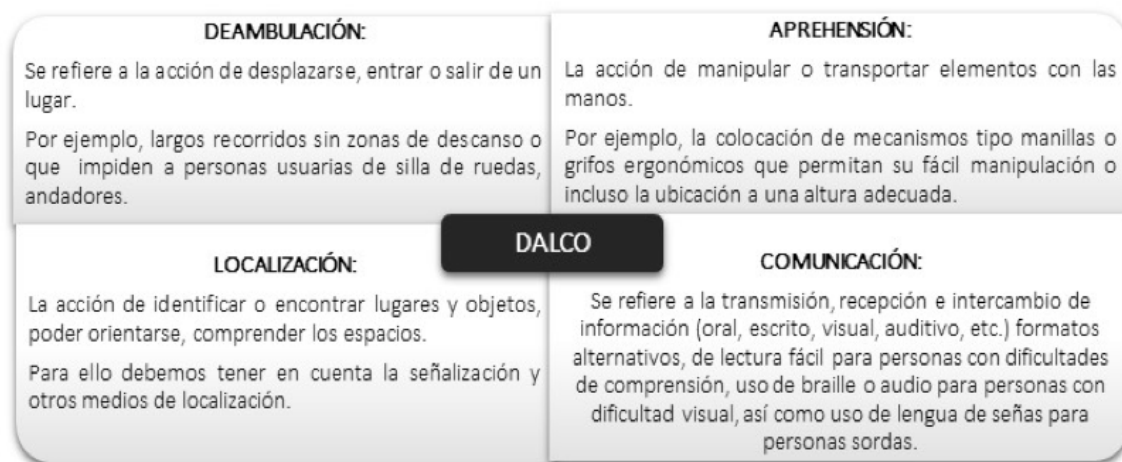 DEAMBULACIÓN:
Se refiere a la acción de desplazarse, entrar o salir de un
lugar.
Por ejemplo, largos recorridos sin zonas de descanso o
que impiden a personas usuarias de silla de ruedas,
andadores.
APREHENSIÓN:
La acción de manipular o transportar elementos con las
manos.
Por ejemplo, la colocación de mecanismos tipo manillas o
grifos ergonómicos que permitan su fácil manipulación o
incluso la ubicación a una altura adecuada.
DALCO
LOCALIZACIÓN:
La acción de identificar o encontrar lugares y objetos,
poder orientarse, comprender los espacios.
Para ello debemos tener en cuenta la señalización y
otros medios de localización.
COMUNICACIÓN:
Se refiere a la transmisión, recepción e intercambio de
información (oral, escrito, visual, auditivo, etc.) formatos
alternativos, de lectura fácil para personas con dificultades
de comprensión, uso de braille o audio para personas con
dificultad visual, así como uso de lengua de señas para
personas sordas.